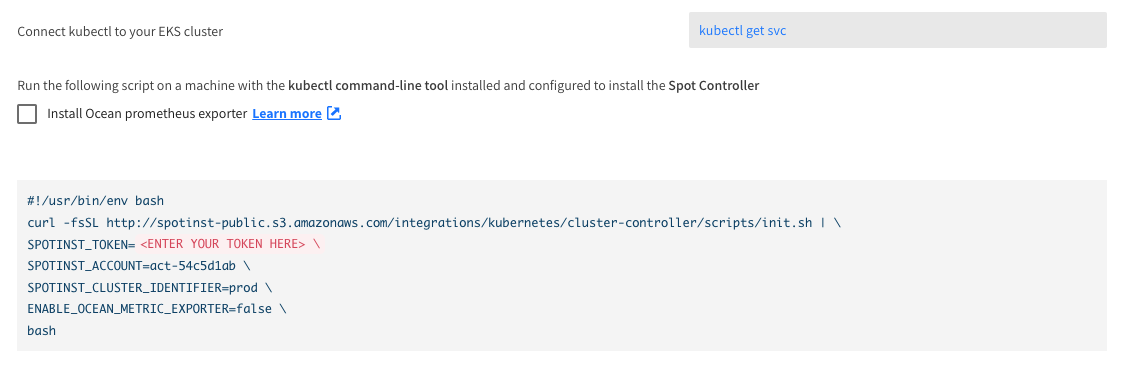 Connect kubectl to your EKS cluster
kubectl get svc
Run the following script on a machine with the kubectl command-line tool installed and configured to install the Spot Controller
Install Ocean prometheus exporter Learn more
#!/usr/bin/env bash
curl -fsSL http://spotinst-public.s3.amazonaws.com/integrations/kubernetes/cluster-controller/scripts/init.sh | \
SPOTINST_TOKEN= <ENTER YOUR TOKEN HERE> \
SPOTINST_ACCOUNT=act-54c5d1ab \
SPOTINST_CLUSTER_IDENTIFIER=prod \
ENABLE_OCEAN_METRIC_EXPORTER=false \
bash